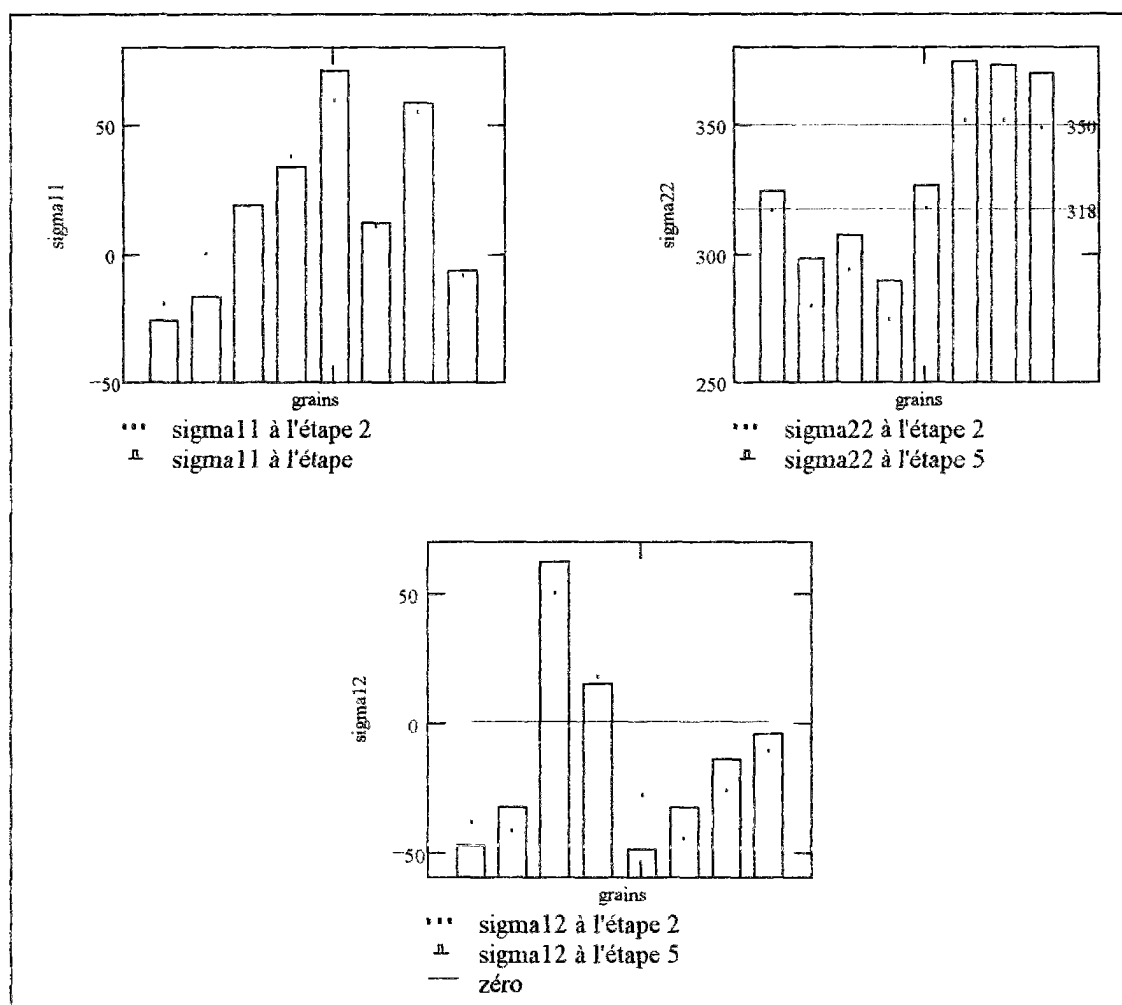 50
0
-50
sigma11
grains
sigma11 à l'étape 2
sigma11 à l'étape
350
300
250
sigma22
350
318
grains
sigma22 à l'étape 2
sigma22 à l'étape 5
50
0
-50
sigma12
grains
sigma12 à l'étape 2
sigma12 à l'étape 5
zéro